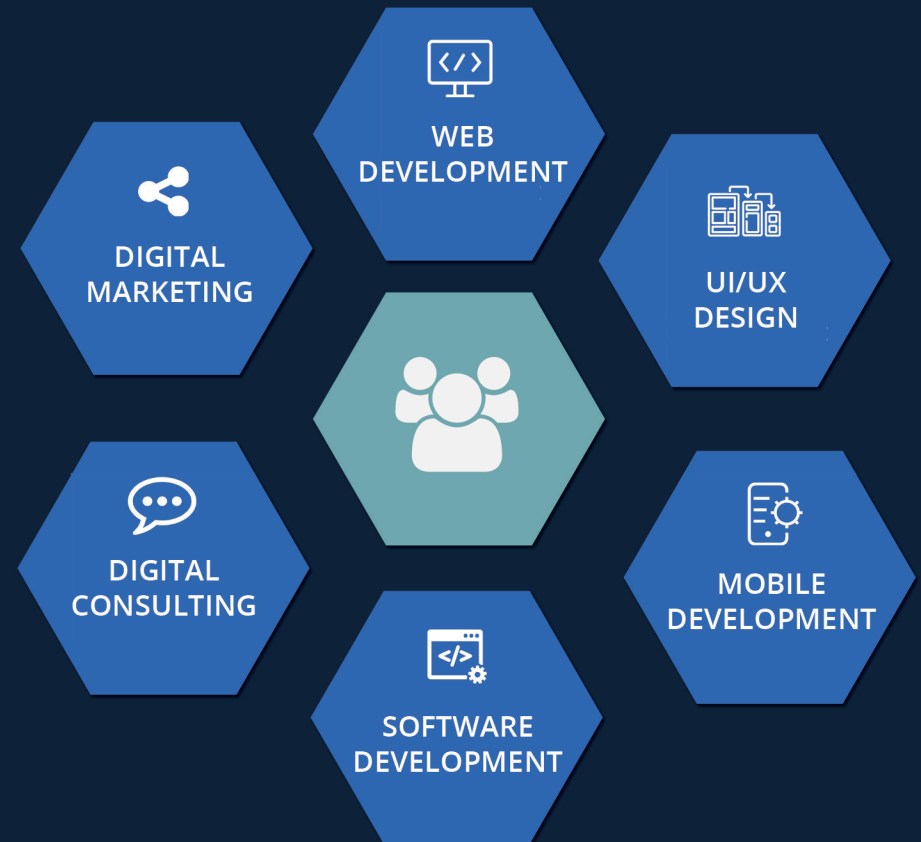 WEB
DEVELOPMENT
DIGITAL
MARKETING
UI/UX
DESIGN
DIGITAL
CONSULTING
MOBILE
DEVELOPMENT
SOFTWARE
DEVELOPMENT